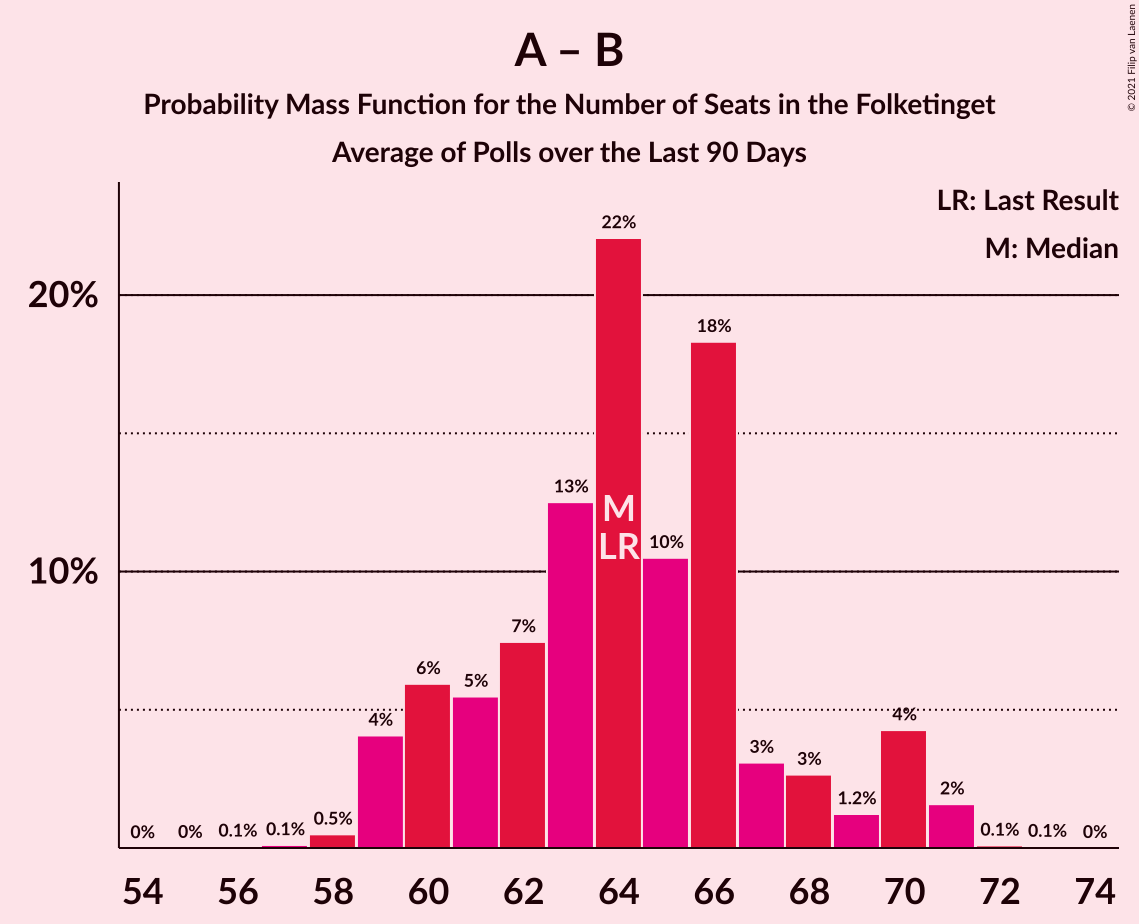 A – B
Probability Mass Function for the Number of Seats in the Folketinget
Average of Polls over the Last 90 Days
© 2021 Filip van Laenen
LR: Last Result
M: Median
20%
10%
0% 0% 0.1% 0.1% 0.5% 4% 6% 5% 7% 13% 22% 10% 18% 3% 3% 1.2% 4% 2% 0.1% 0.1% 0%
M
LR
54 56 58 60 62 64 66 68 70 72 74